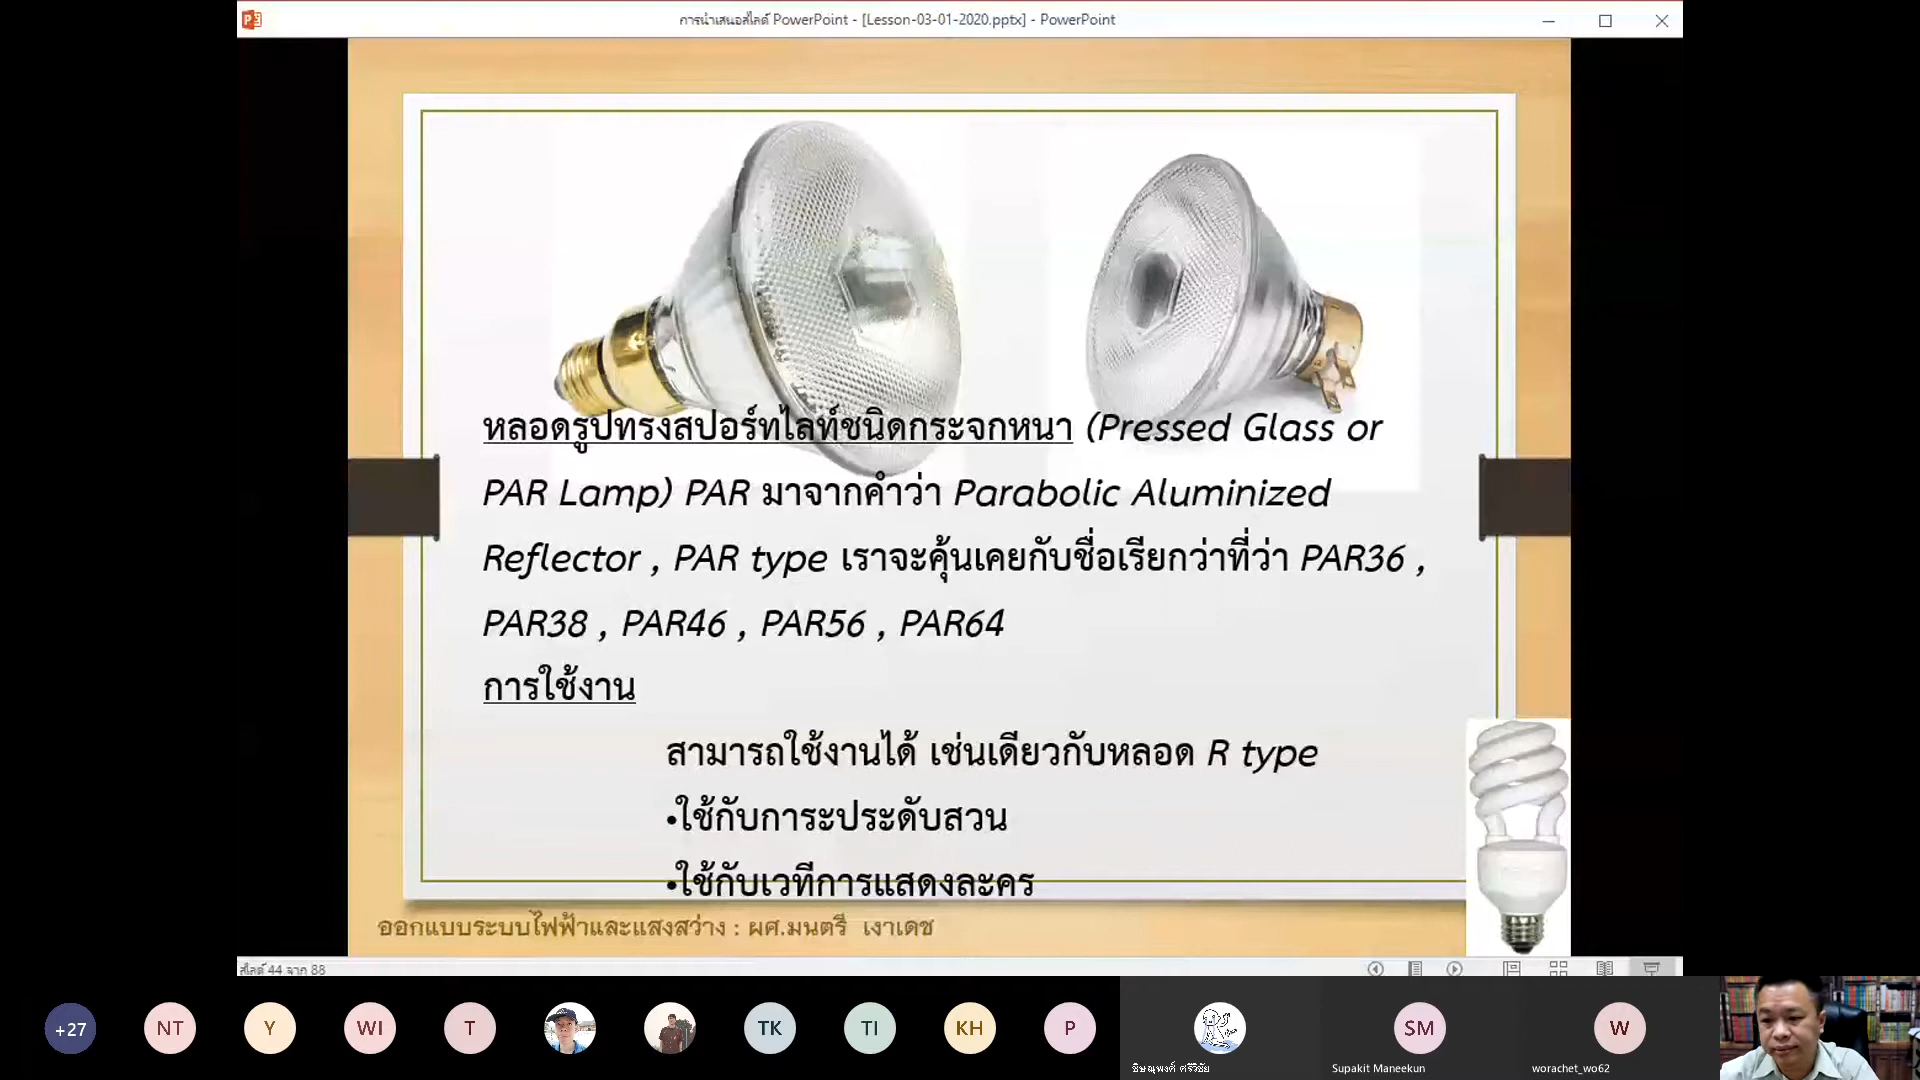 การนำเสนอสไลด์ PowerPoint - [Lesson-03-01-2020.pptx] - PowerPoint
หลอดรูปทรงสปอร์ทไลท์ชนิดกระจกหนา (Pressed Glass or
PAR Lamp) PAR มาจากคำว่า Parabolic Aluminized
Reflector , PAR type เราจะคุ้นเคยกับชื่อเรียกว่าที่ว่า PAR36 ,
PAR38 , PAR46 , PAR56 , PAR64
การใช้งาน
สามารถใช้งานได้ เช่นเดียวกับหลอด R type
•ใช้กับการะประดับสวน
•ใช้กับเวทีการแสดงละคร
ออกแบบระบบไฟฟ้าและแสงสว่าง : ผศ.มนตรี เงาเดช
สไลด์ 44 จาก 88
+27 NT Y WI T TK TI KH P SM W
พิษณุพงศ์ ศรีวิชัย Supakit Maneekun worachet_wo62